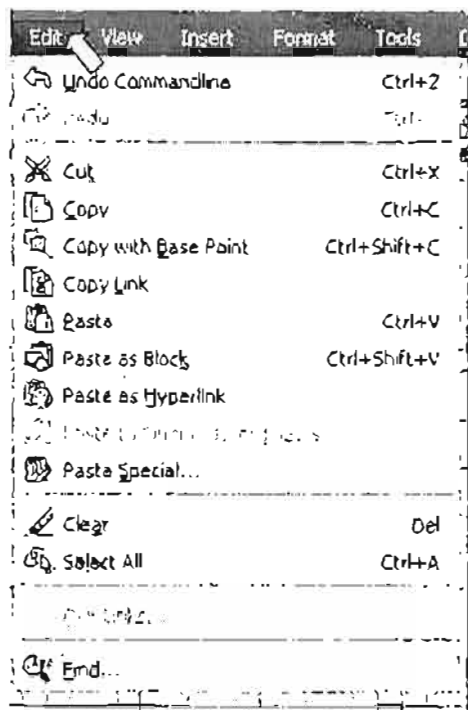 Edit View Insert Format Tools
Undo Commandline Ctrl+Z
Cut Ctrl+X
Copy Ctrl+C
Copy with Base Point Ctrl+Shift+C
Copy Link
Paste Ctrl+V
Paste as Block Ctrl+Shift+V
Paste as Hyperlink
Paste Special...
Clear Del
Select All Ctrl+A
Find...